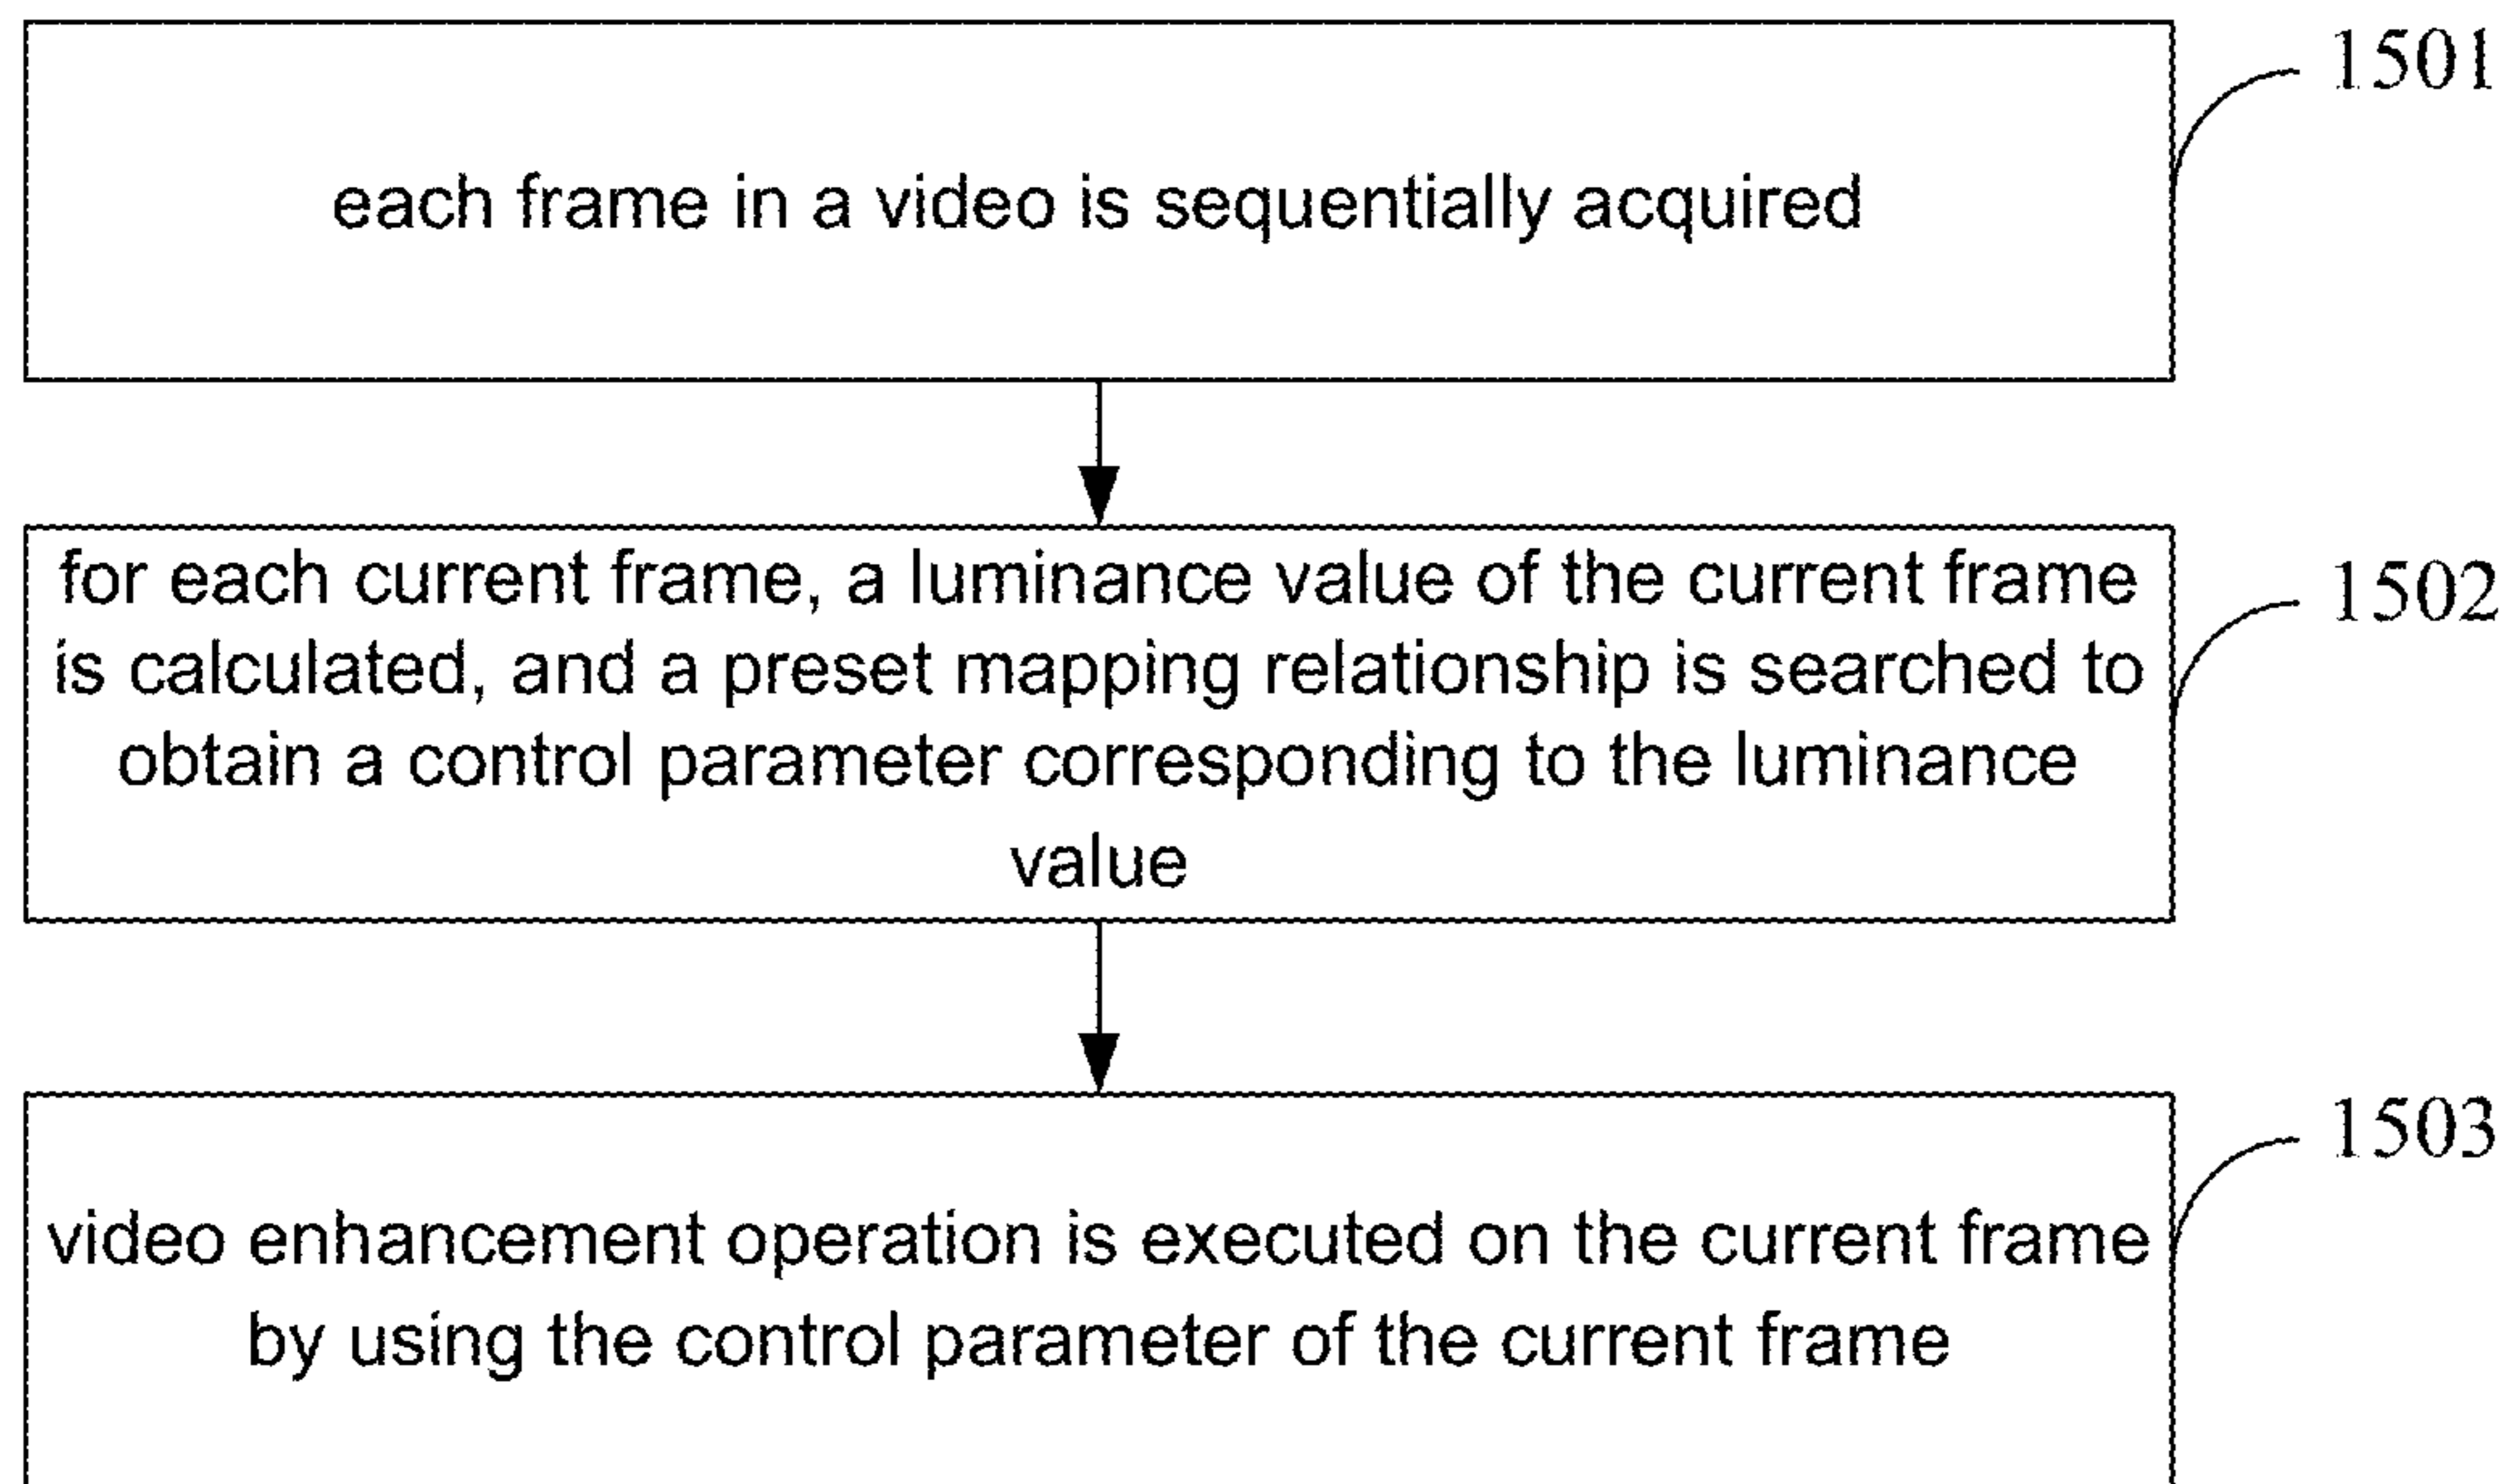 1501
each frame in a video is sequentially acquired
1502
for each current frame, a luminance value of the current frame
is calculated, and a preset mapping relationship is searched to
obtain a control parameter corresponding to the luminance
value
1503
video enhancement operation is executed on the current frame
by using the control parameter of the current frame